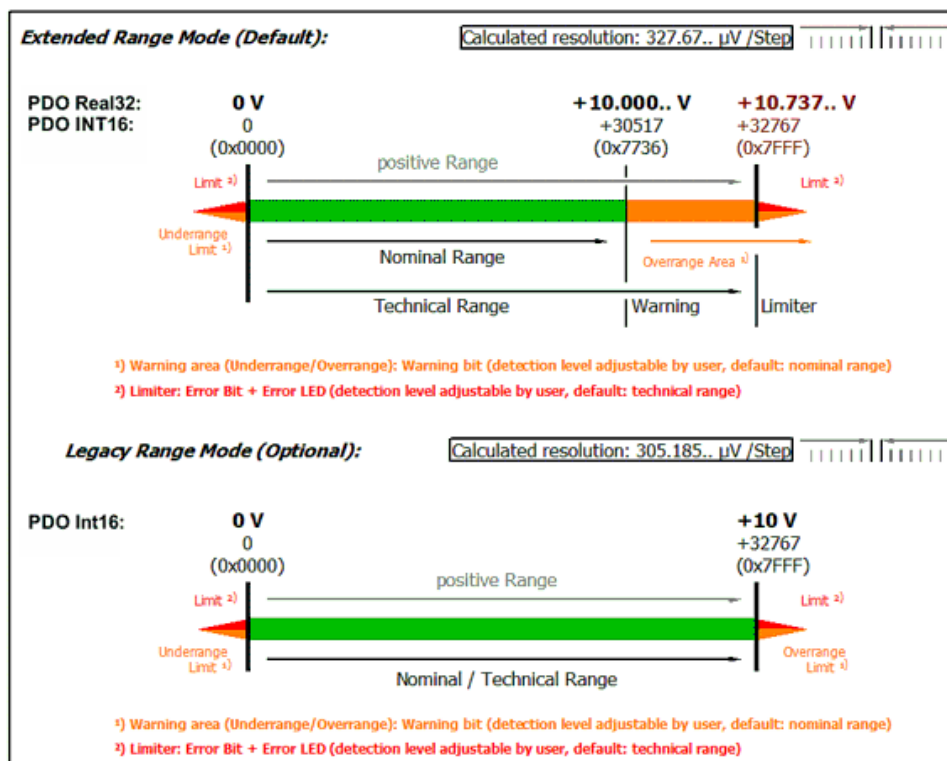 Extended Range Mode (Default):
Calculated resolution: 327.67.. µV /Step
PDO Real32: 0 V +10.000.. V +10.737.. V
PDO INT16: 0 +30517 +32767
(0x0000) (0x7736) (0x7FFF)
positive Range
Limit ²⁾ Limit ²⁾
Underrange
Limit ¹⁾
Nominal Range
Overrange Area ¹⁾
Technical Range Warning Limiter
¹⁾ Warning area (Underrange/Overrange): Warning bit (detection level adjustable by user, default: nominal range)
²⁾ Limiter: Error Bit + Error LED (detection level adjustable by user, default: technical range)
Legacy Range Mode (Optional):
Calculated resolution: 305.185.. µV /Step
PDO Int16: 0 V +10 V
0 +32767
(0x0000) (0x7FFF)
positive Range
Limit ²⁾ Limit ²⁾
Underrange
Limit ¹⁾
Overrange
Limit ¹⁾
Nominal / Technical Range
¹⁾ Warning area (Underrange/Overrange): Warning bit (detection level adjustable by user, default: nominal range)
²⁾ Limiter: Error Bit + Error LED (detection level adjustable by user, default: technical range)